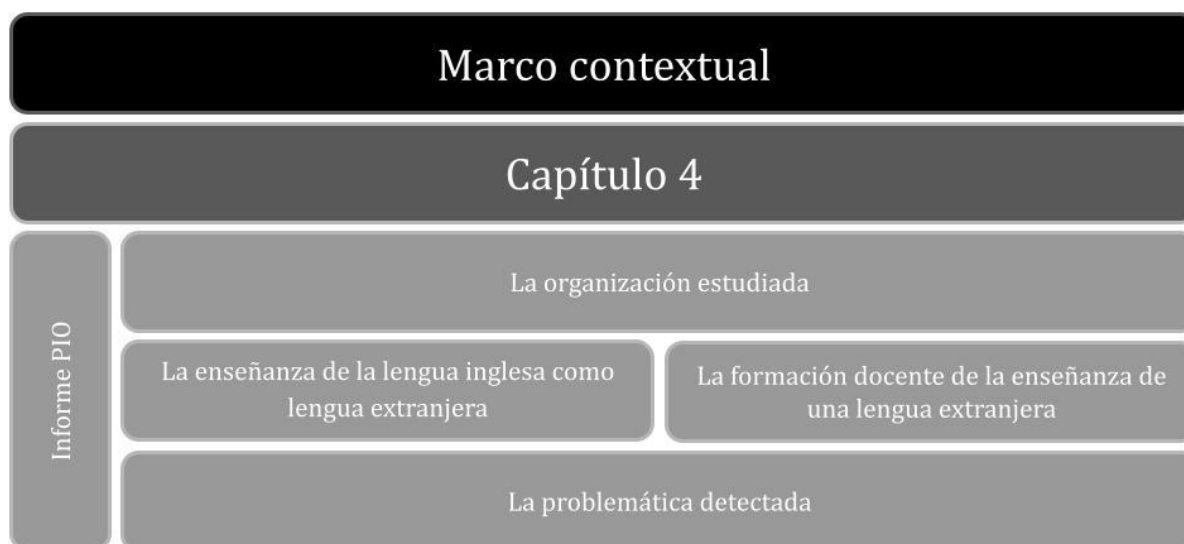 Marco contextual
Capítulo 4
Informe PIO
La organización estudiada
La enseñanza de la lengua inglesa como
lengua extranjera
La formación docente de la enseñanza de
una lengua extranjera
La problemática detectada